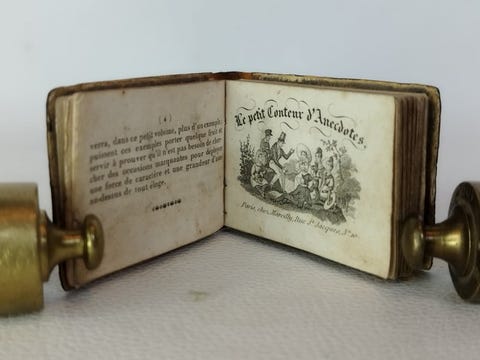 ( 4 )
verra, dans ce petit volume, plus d'un exemple:
puissent ces exemples porter quelque fruit et
servir à prouver qu'il n'est pas besoin de cher-
cher des occasions marquantes pour déployer
une force de caractère et une grandeur d'ame
au-dessus de tout éloge.
Le petit Conteur d'Anecdotes,
Paris, chez Marcilly, Rue St. Jacques, N°